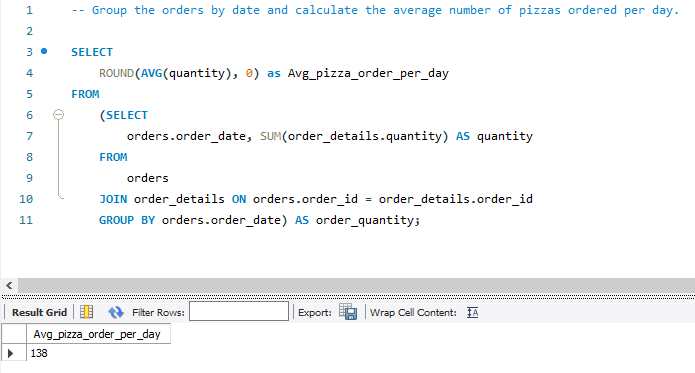 1 -- Group the orders by date and calculate the average number of pizzas ordered per day.
2
3 SELECT
4 ROUND(AVG(quantity), 0) as Avg_pizza_order_per_day
5 FROM
6 (SELECT
7 orders.order_date, SUM(order_details.quantity) AS quantity
8 FROM
9 orders
10 JOIN order_details ON orders.order_id = order_details.order_id
11 GROUP BY orders.order_date) AS order_quantity;
Result Grid Filter Rows: Export: Wrap Cell Content: IA
Avg_pizza_order_per_day
138